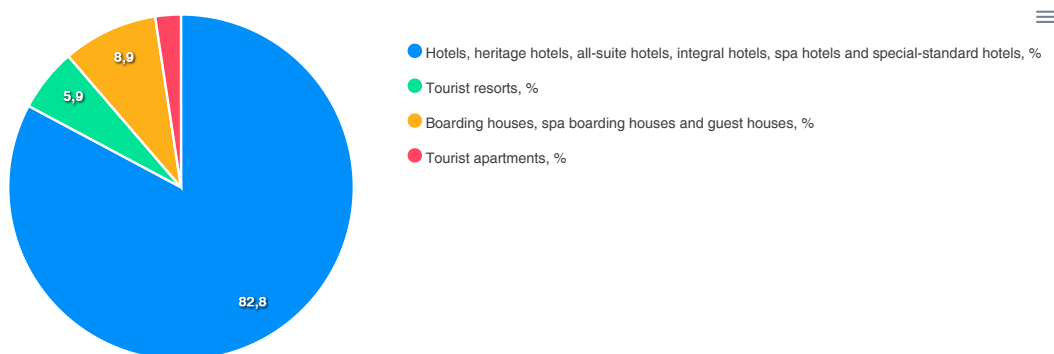 Hotels, heritage hotels, all-suite hotels, integral hotels, spa hotels and special-standard hotels, %
Tourist resorts, %
Boarding houses, spa boarding houses and guest houses, %
Tourist apartments, %
8,9
5,9
82,8